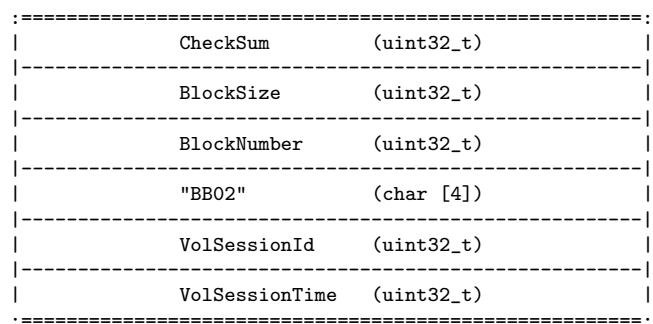 :=======================================================:
|              CheckSum        (uint32_t)               |
|-------------------------------------------------------|
|              BlockSize       (uint32_t)               |
|-------------------------------------------------------|
|              BlockNumber     (uint32_t)               |
|-------------------------------------------------------|
|              "BB02"          (char [4])               |
|-------------------------------------------------------|
|              VolSessionId    (uint32_t)               |
|-------------------------------------------------------|
|              VolSessionTime  (uint32_t)               |
:=======================================================: